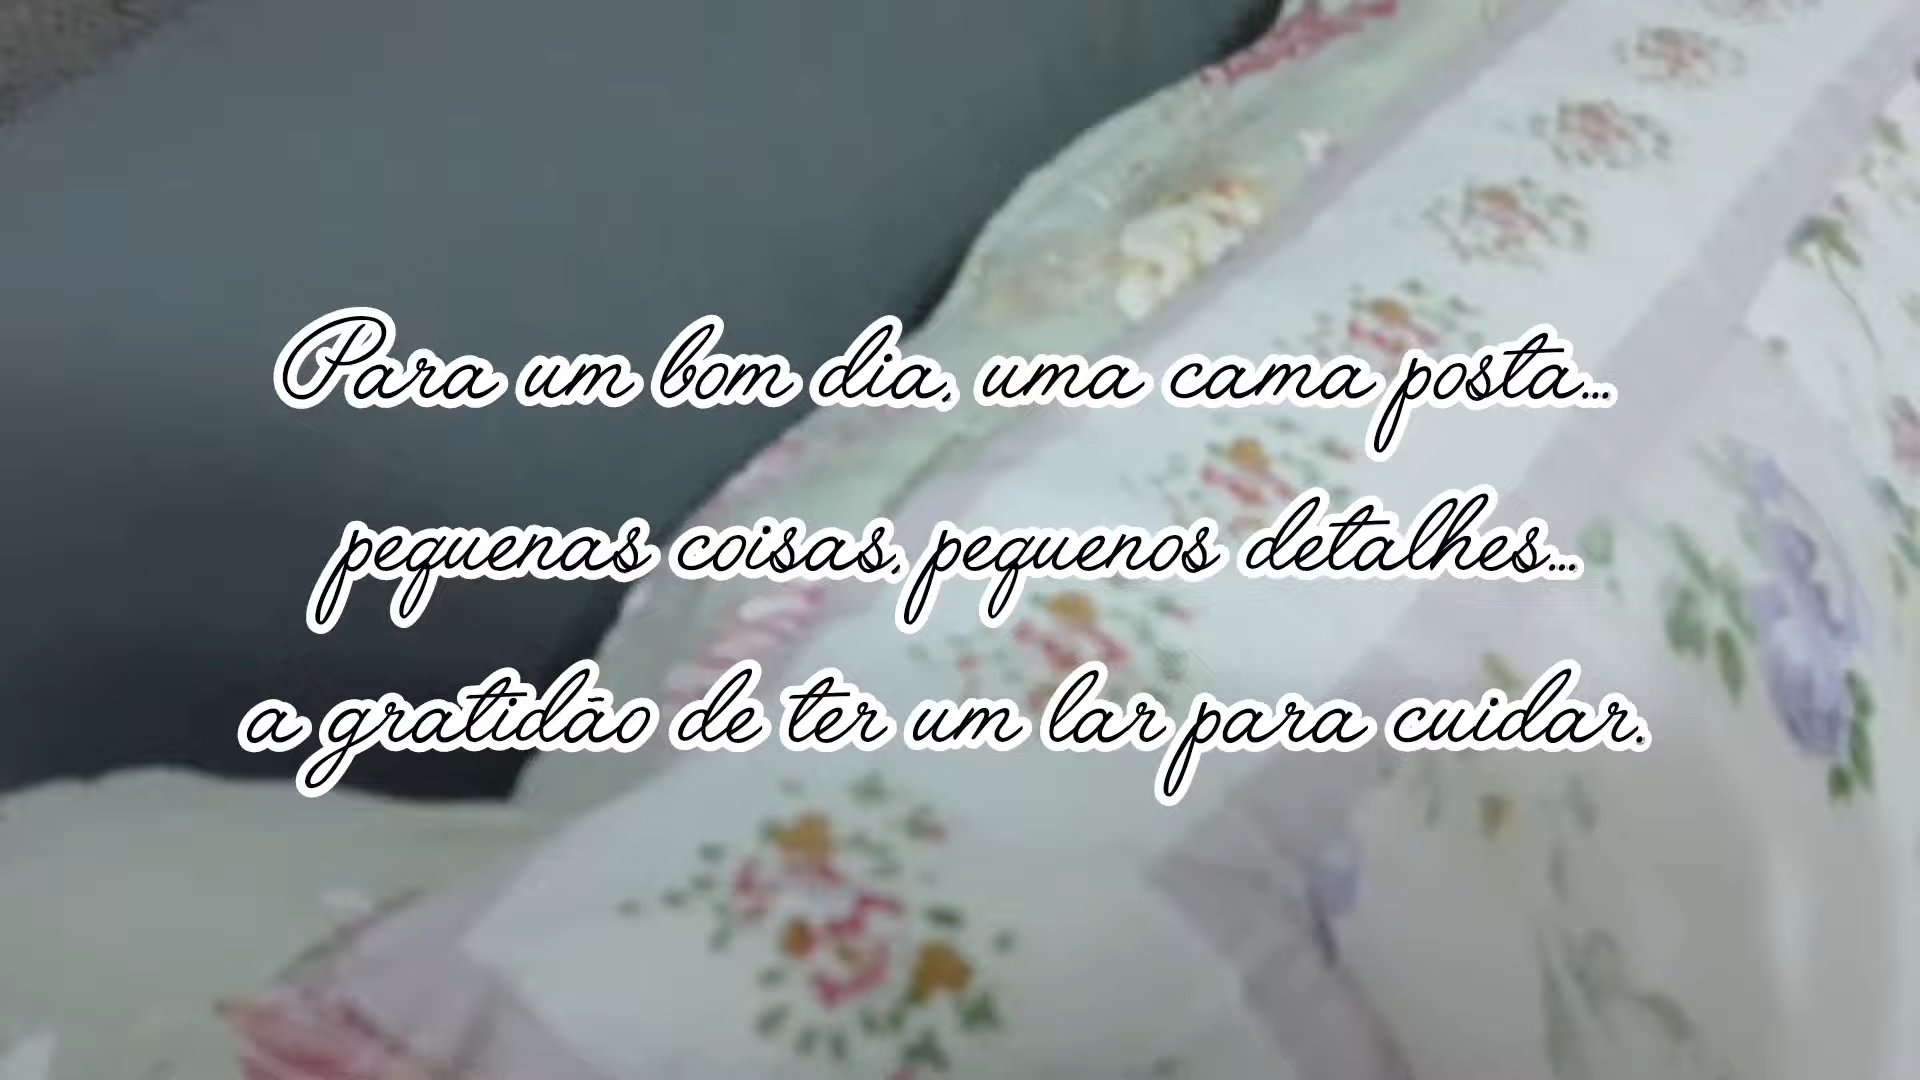 Para um bom dia, uma cama posta...
pequenas coisas, pequenos detalhes...
a gratidão de ter um lar para cuidar.